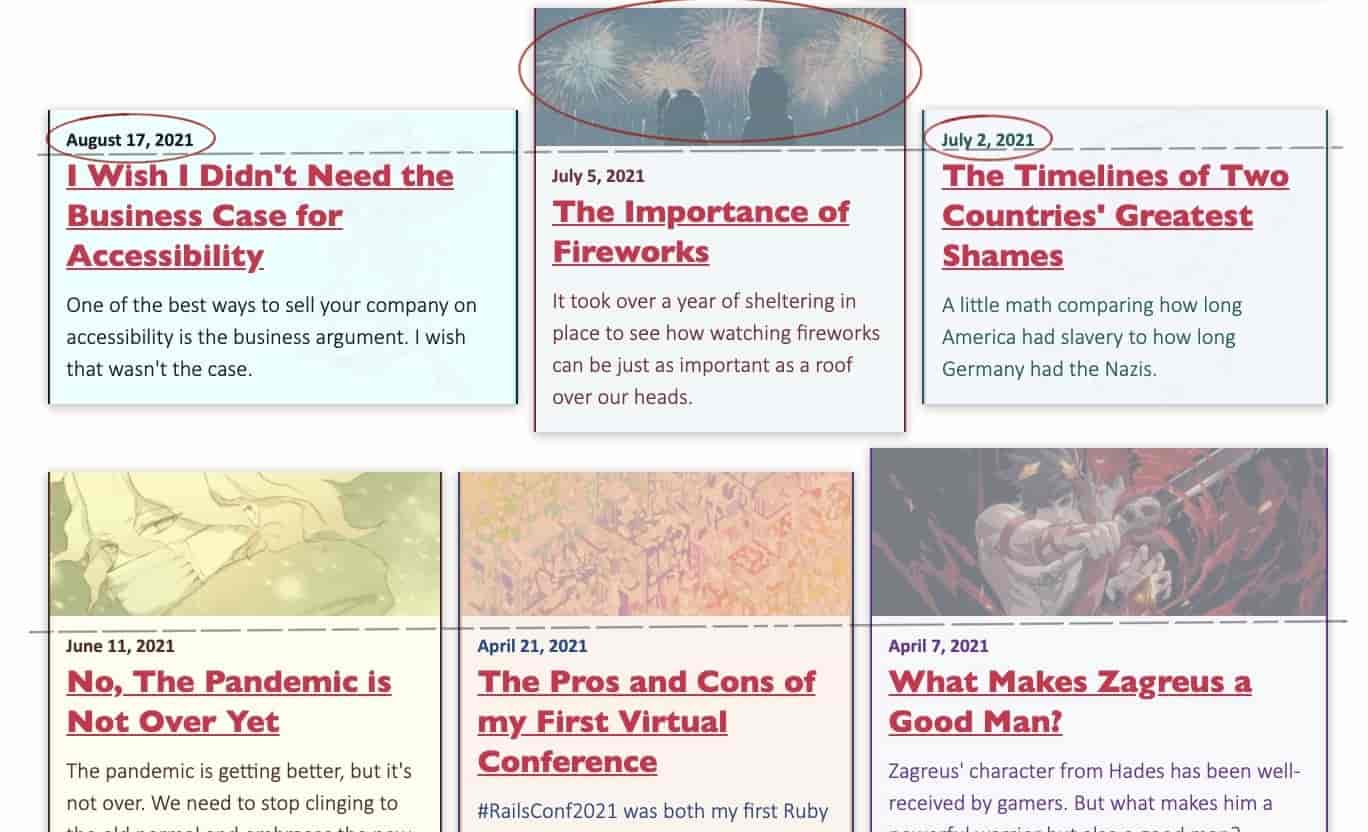 August 17, 2021
I Wish I Didn't Need the
Business Case for
Accessibility
One of the best ways to sell your company on
accessibility is the business argument. I wish
that wasn't the case.
July 5, 2021
The Importance of
Fireworks
It took over a year of sheltering in
place to see how watching fireworks
can be just as important as a roof
over our heads.
July 2, 2021
The Timelines of Two
Countries' Greatest
Shames
A little math comparing how long
America had slavery to how long
Germany had the Nazis.
June 11, 2021
No, The Pandemic is
Not Over Yet
The pandemic is getting better, but it's
not over. We need to stop clinging to
April 21, 2021
The Pros and Cons of
my First Virtual
Conference
#RailsConf2021 was both my first Ruby
April 7, 2021
What Makes Zagreus a
Good Man?
Zagreus' character from Hades has been well-
received by gamers. But what makes him a